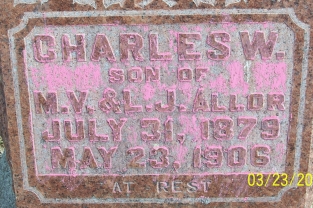 CHARLES W.
SON OF
M.V. & L.J. ALLOR
JULY 31, 1879
MAY 23, 1906
AT REST
03/23/20